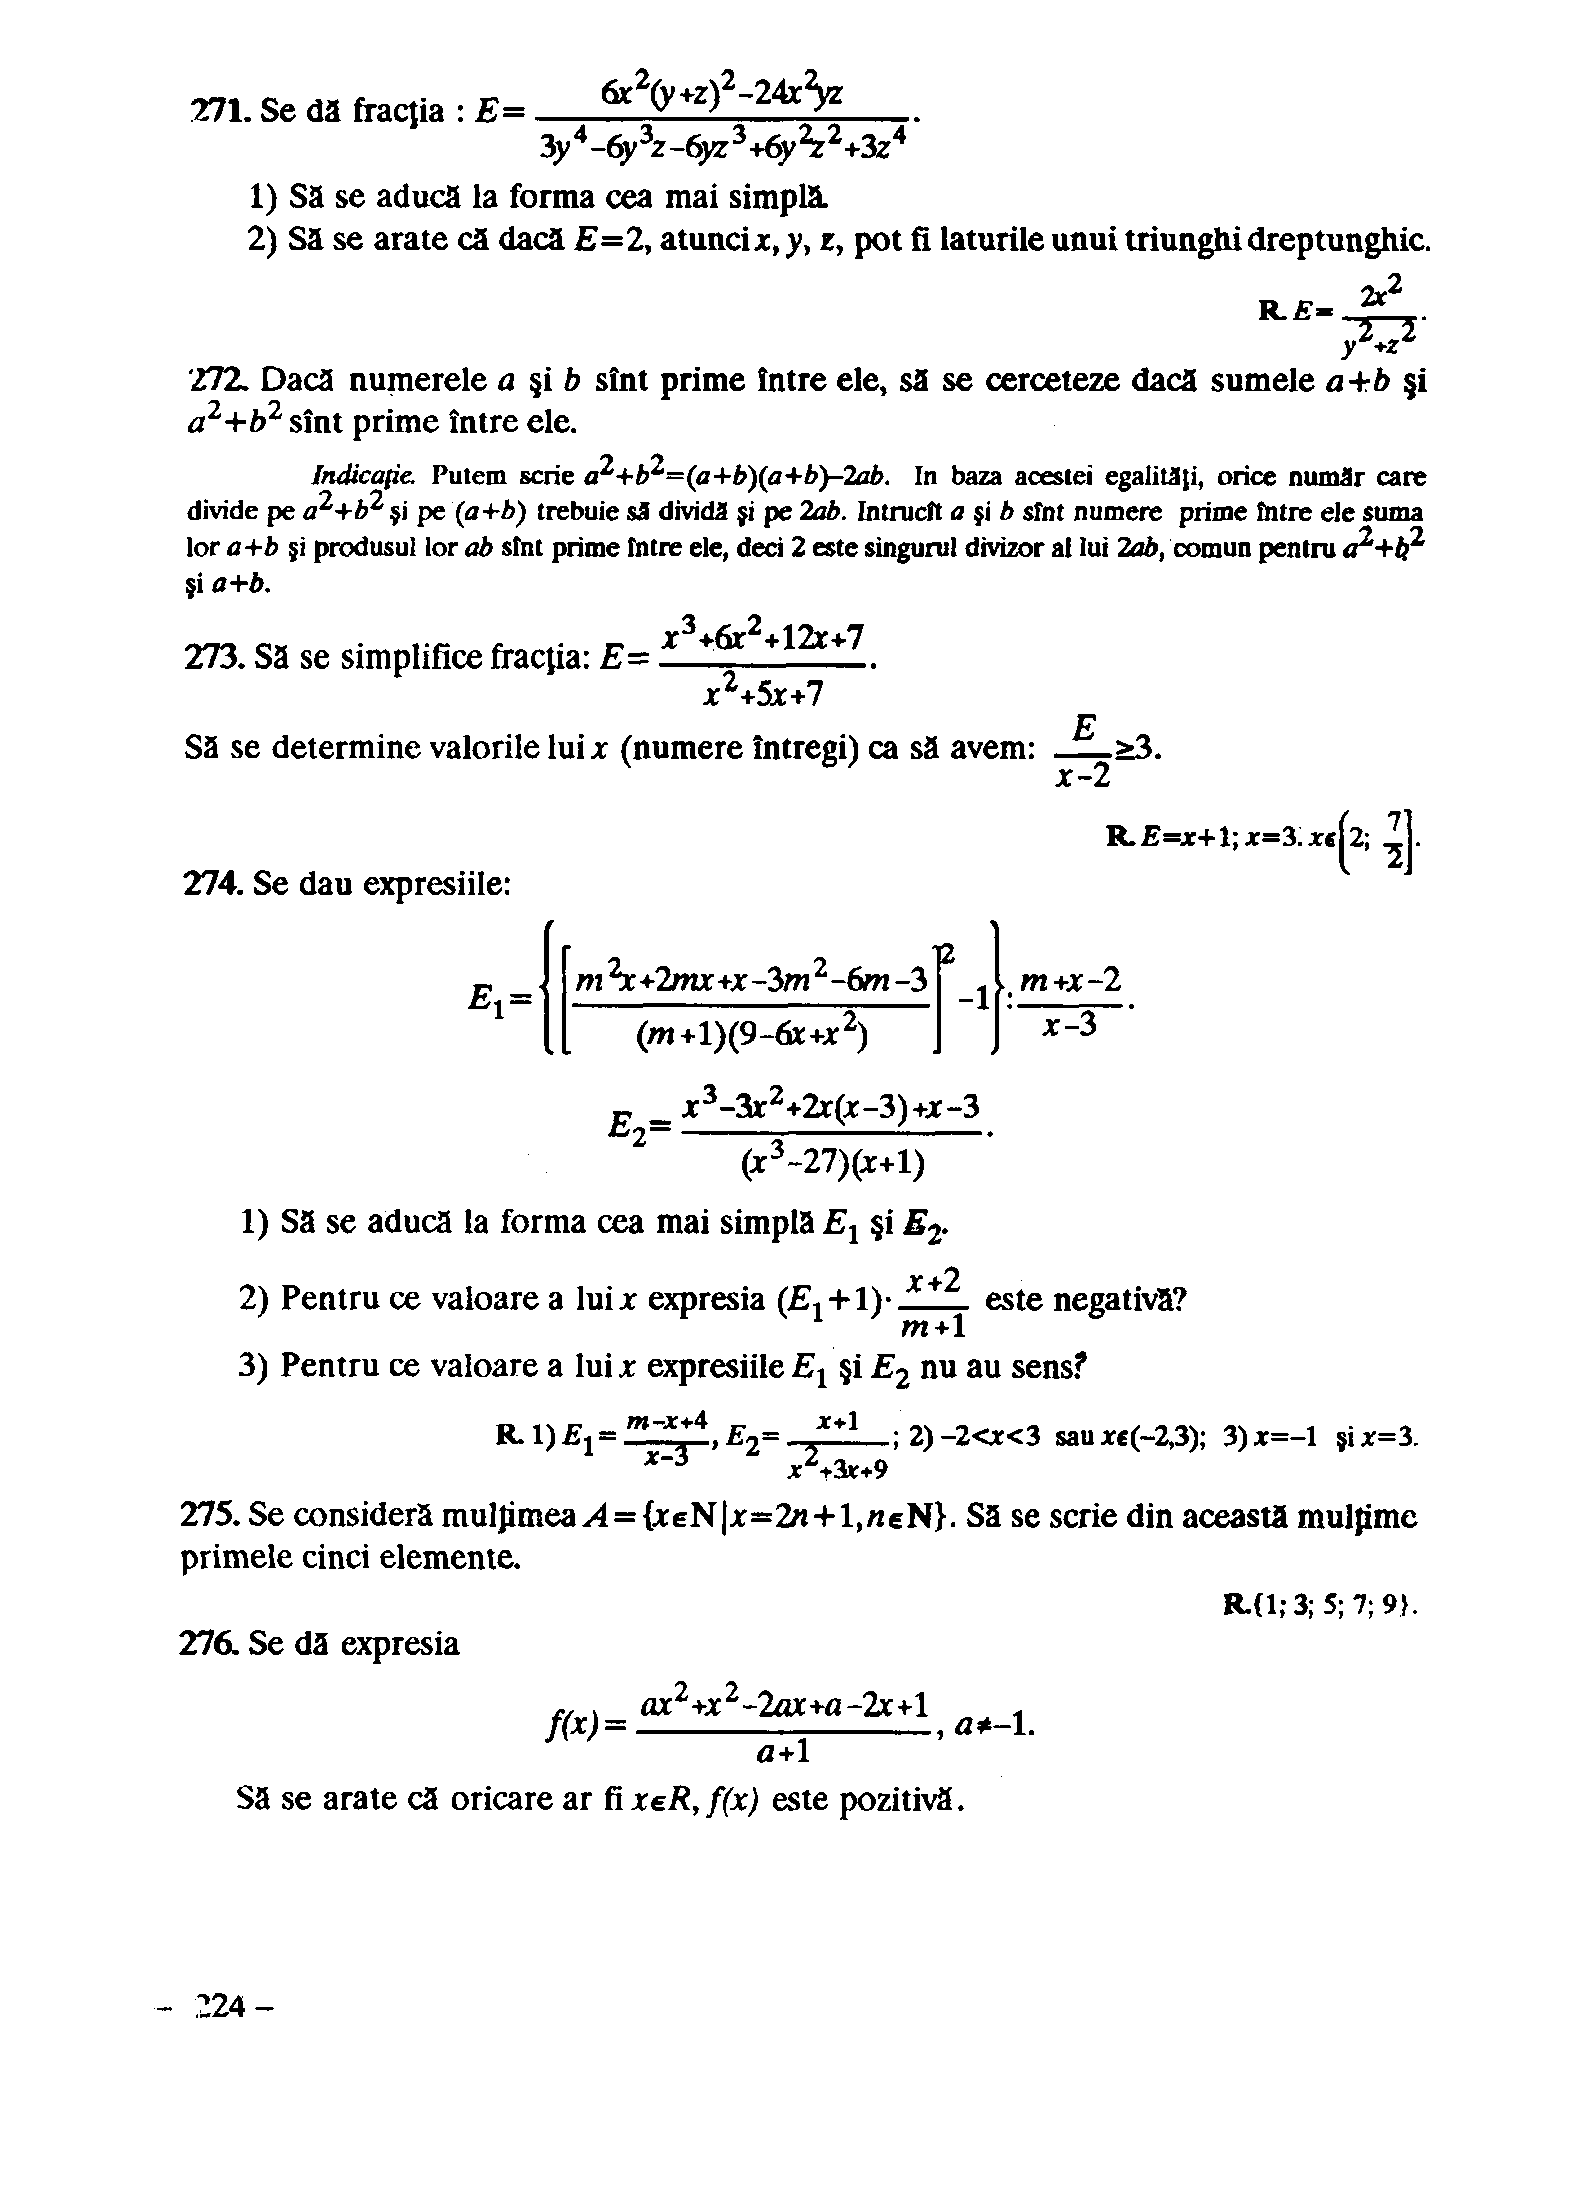 271. Se dă fracţia : E= (6x²(y+z)²-24x²yz)/(3y⁴-6y³z-6yz³+6y²z²+3z⁴).
1) Să se aducă la forma cea mai simplă.
2) Să se arate că dacă E=2, atunci x, y, z, pot fi laturile unui triunghi dreptunghic.
R. E= 2x²/(y²+z²).
272. Dacă numerele a şi b sînt prime între ele, să se cerceteze dacă sumele a+b şi
a²+b² sînt prime între ele.
Indicaţie. Putem scrie a²+b²=(a+b)(a+b)-2ab. In baza acestei egalităţi, orice număr care
divide pe a²+b² şi pe (a+b) trebuie să dividă şi pe 2ab. Intrucît a şi b sînt numere prime între ele suma
lor a+b şi produsul lor ab sînt prime între ele, deci 2 este singurul divizor al lui 2ab, comun pentru a²+b²
şi a+b.
273. Să se simplifice fracţia: E= (x³+6x²+12x+7)/(x²+5x+7).
Să se determine valorile lui x (numere întregi) ca să avem: E/(x-2) ≥3.
R. E=x+1; x=3. xϵ(2; 7/2].
274. Se dau expresiile:
E₁={[(m²x+2mx+x-3m²-6m-3)/((m+1)(9-6x+x²))]²-1}:(m+x-2)/(x-3).
E₂= (x³-3x²+2x(x-3)+x-3)/((x³-27)(x+1)).
1) Să se aducă la forma cea mai simplă E₁ şi E₂.
2) Pentru ce valoare a lui x expresia (E₁+1)·(x+2)/(m+1) este negativă?
3) Pentru ce valoare a lui x expresiile E₁ şi E₂ nu au sens?
R. 1) E₁= (m-x+4)/(x-3), E₂= (x+1)/(x²+3x+9); 2) -2<x<3 sau xϵ(-2,3); 3) x=-1 şi x=3.
275. Se consideră mulţimea A={xϵN|x=2n+1,nϵN}. Să se scrie din această mulţime
primele cinci elemente.
R.{1; 3; 5; 7; 9}.
276. Se dă expresia
f(x)= (ax²+x²-2ax+a-2x+1)/(a+1), a≠-1.
Să se arate că oricare ar fi xϵR, f(x) este pozitivă.
- 224 -